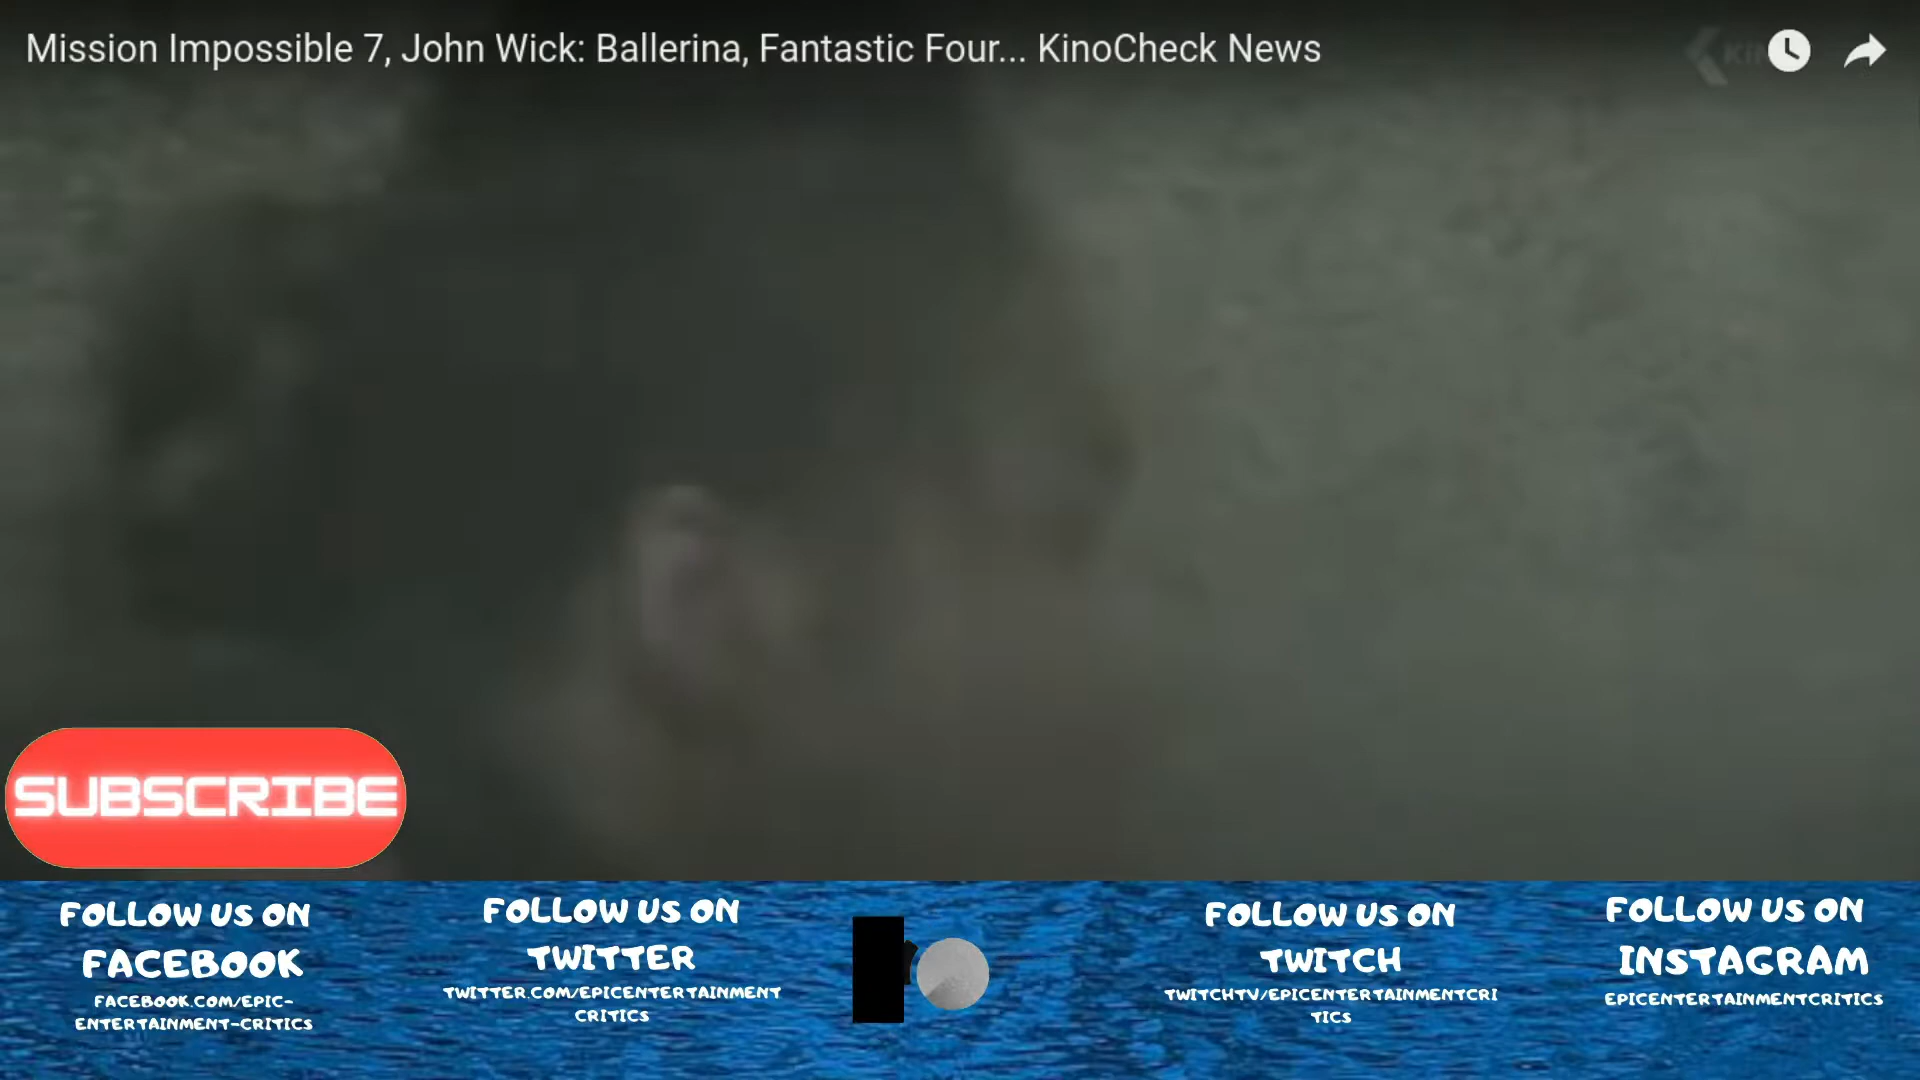 Mission Impossible 7, John Wick: Ballerina, Fantastic Four... KinoCheck News
SUBSCRIBE
FOLLOW US ON
FACEBOOK
FACEBOOK.COM/EPIC-
ENTERTAINMENT-CRITICS
FOLLOW US ON
TWITTER
TWITTER.COM/EPICENTERTAINMENT
CRITICS
FOLLOW US ON
TWITCH
TWITCHTV/EPICENTERTAINMENTCRI
TICS
FOLLOW US ON
INSTAGRAM
EPICENTERTAINMENTCRITICS